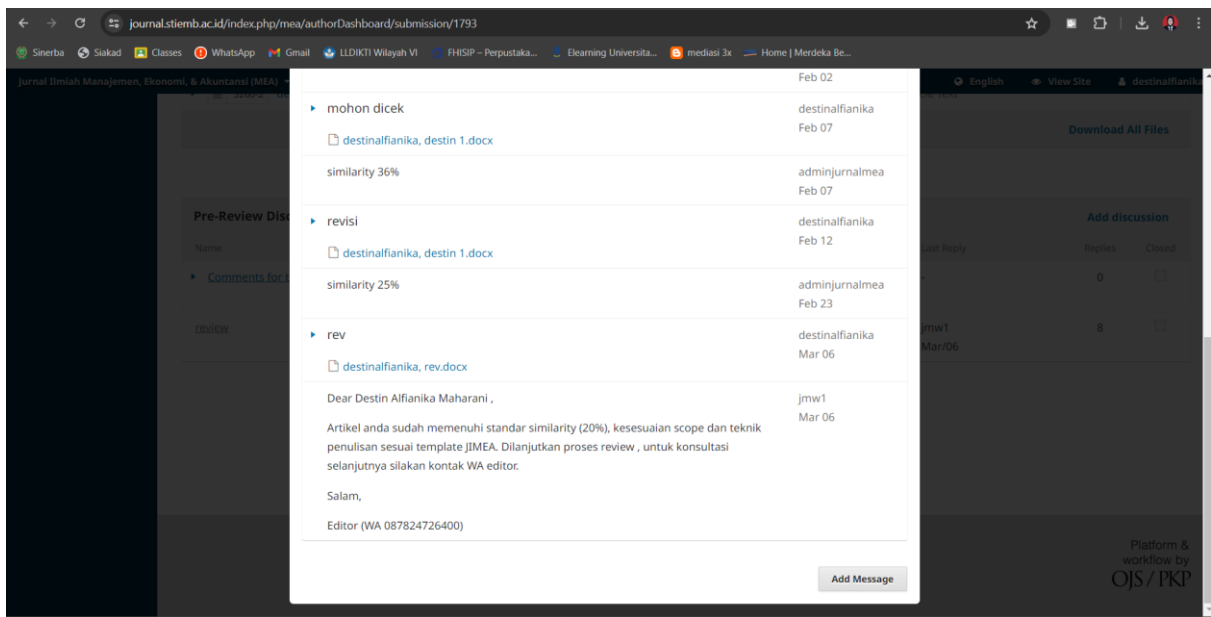 journal.stiemb.ac.id/index.php/mea/authorDashboard/submission/1793
Sinerba Siakad Classes WhatsApp Gmail LLDIKTI Wilayah VI FHISIP – Perpustaka... Elearning Universita... mediasi 3x Home | Merdeka Be...
Jurnal Ilmiah Manajemen, Ekonomi, & Akuntansi (MEA) English View Site destinalfianika
Feb 02
mohon dicek destinalfianika
Feb 07
destinalfianika, destin 1.docx
Download All Files
similarity 36% adminjurnalmea
Feb 07
Pre-Review Disc
Add discussion
revisi destinalfianika
Feb 12
Name Last Reply Replies Closed
destinalfianika, destin 1.docx
Comments for t - 0
similarity 25% adminjurnalmea
Feb 23
review jmw1 8
Mar/06
rev destinalfianika
Mar 06
destinalfianika, rev.docx
Dear Destin Alfianika Maharani , jmw1
Mar 06
Artikel anda sudah memenuhi standar similarity (20%), kesesuaian scope dan teknik
penulisan sesuai template JIMEA. Dilanjutkan proses review , untuk konsultasi
selanjutnya silakan kontak WA editor.
Salam,
Editor (WA 087824726400)
Add Message
Platform &
workflow by
OJS / PKP